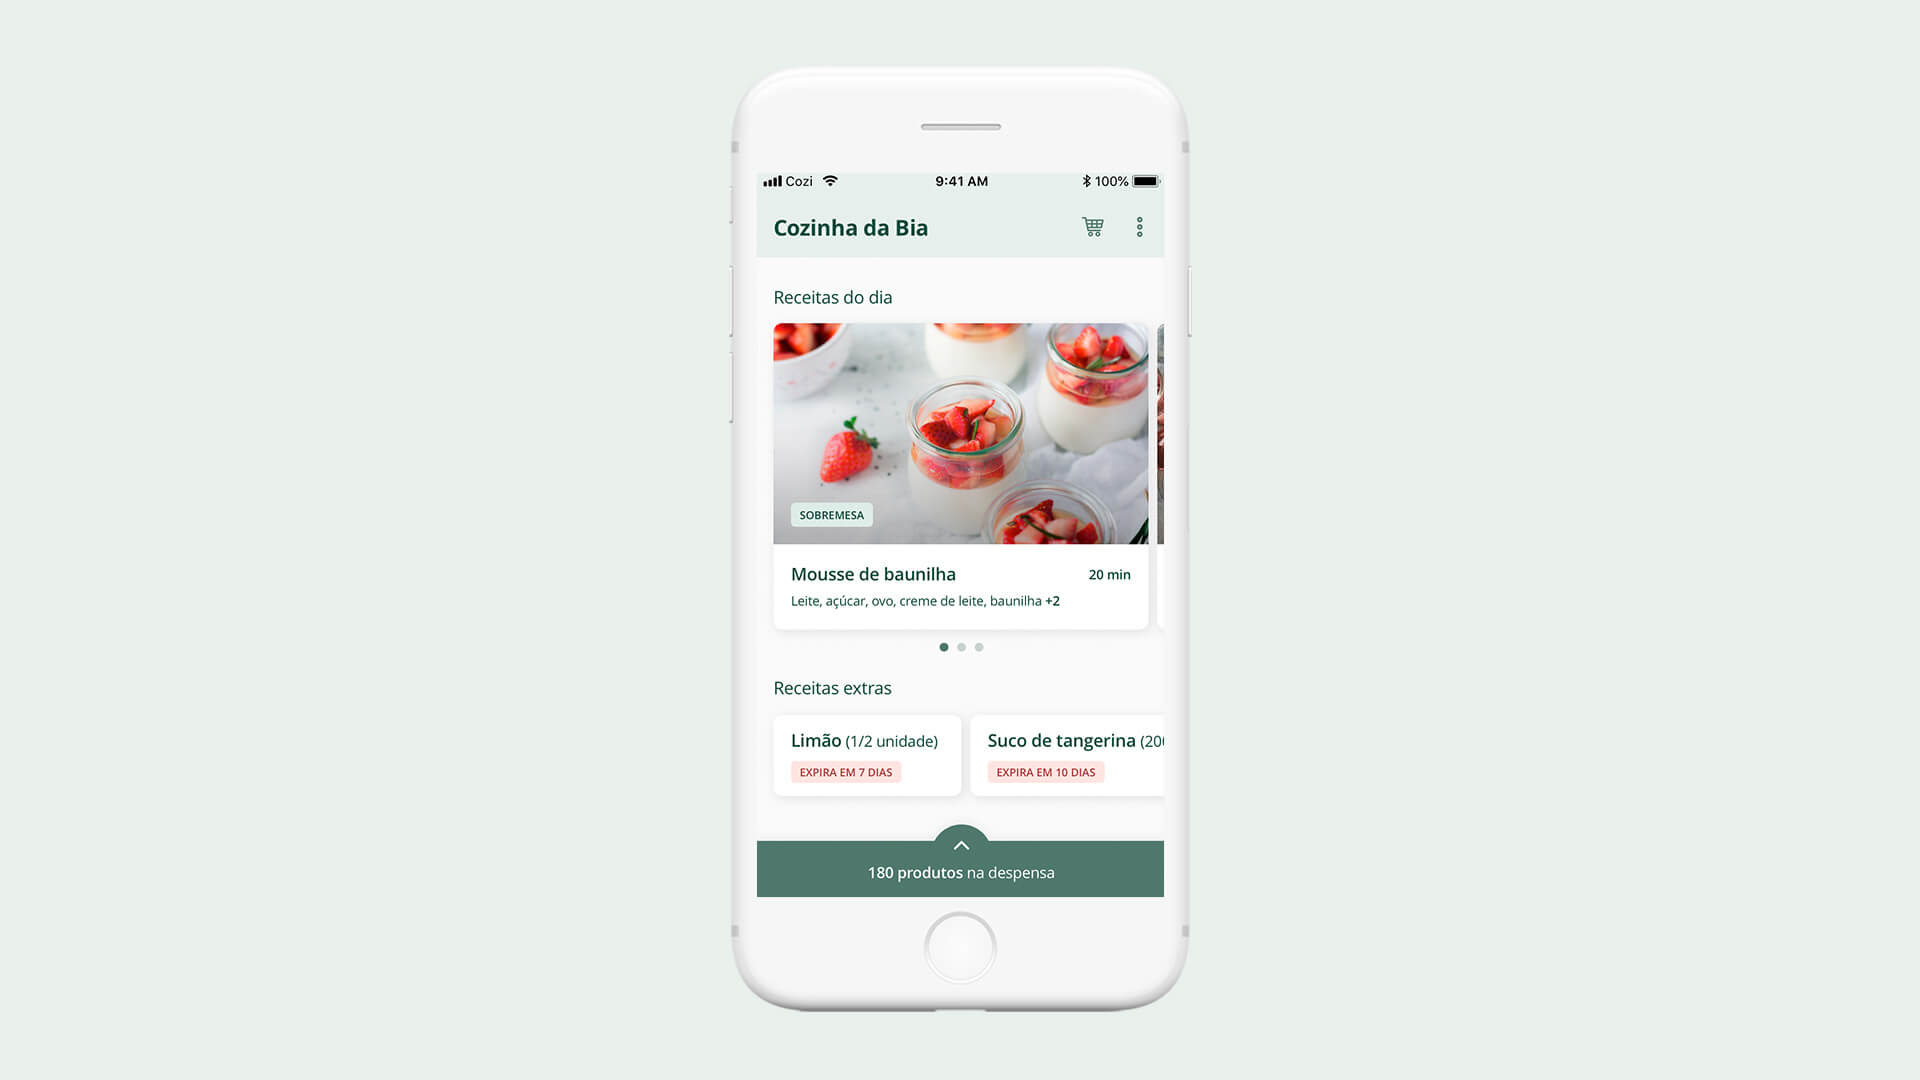 Cozi 9:41 AM 100%
Cozinha da Bia
Receitas do dia
SOBREMESA
Mousse de baunilha 20 min
Leite, açúcar, ovo, creme de leite, baunilha +2
Receitas extras
Limão (1/2 unidade)
EXPIRA EM 7 DIAS
Suco de tangerina (200
EXPIRA EM 10 DIAS
180 produtos na despensa